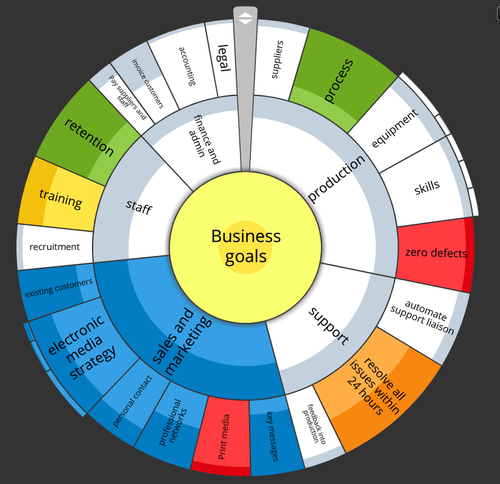 Business
goals
production
support
sales and
marketing
staff
finance and
admin
suppliers
process
equipment
skills
zero defects
automate
support liaison
resolve all
issues within
24 hours
feedback into
production
key messages
Print media
professional
networks
personal contact
electronic
media
strategy
existing customers
recruitment
training
retention
Pay suppliers and
staff
invoice customers
accounting
legal